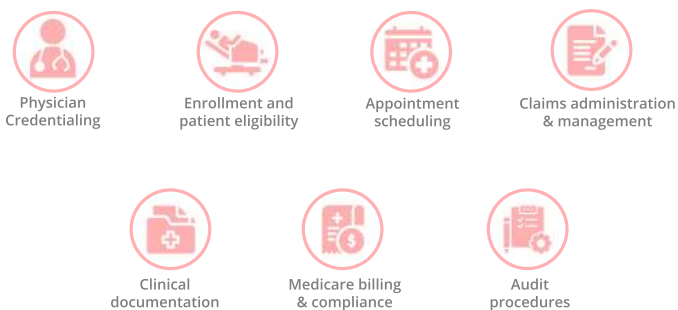 Physician
Credentialing
Enrollment and
patient eligibility
Appointment
scheduling
Claims administration
& management
Clinical
documentation
Medicare billing
& compliance
Audit
procedures